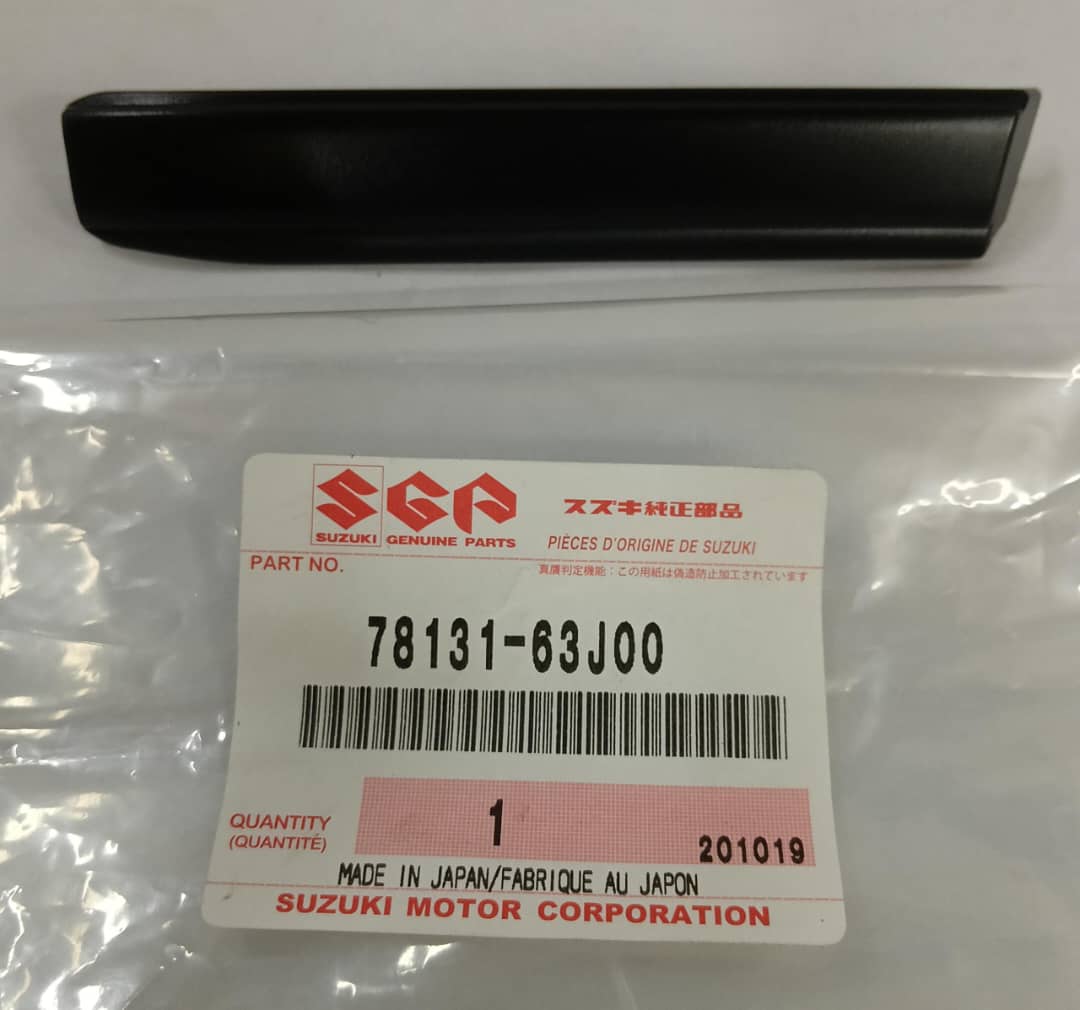 SGP
SUZUKI GENUINE PARTS
スズキ純正部品
PIÈCES D'ORIGINE DE SUZUKI
PART NO.
真贋判定機能：この用紙は偽造防止加工されています
78131-63J00
QUANTITY
(QUANTITÉ)
1
201019
MADE IN JAPAN/FABRIQUE AU JAPON
SUZUKI MOTOR CORPORATION